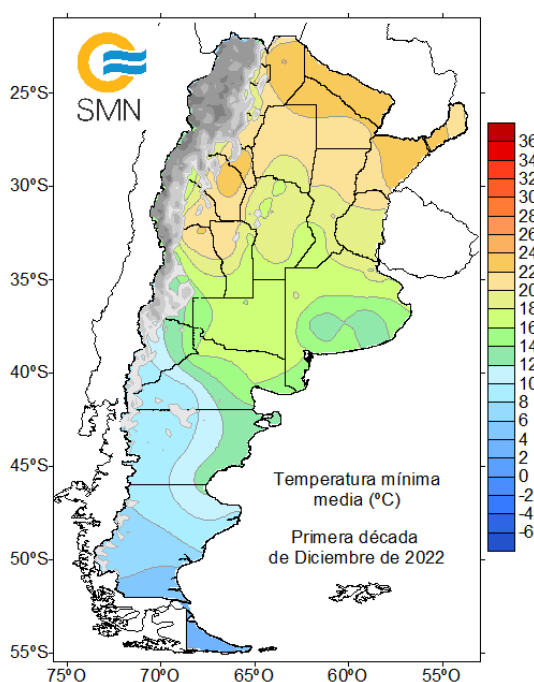 SMN
25°S
30°S
35°S
40°S
45°S
50°S
55°S
75°O
70°O
65°O
60°O
55°O
Temperatura mínima
media (ºC)
Primera década
de Diciembre de 2022
36
34
32
30
28
26
24
22
20
18
16
14
12
10
8
6
4
2
0
-2
-4
-6